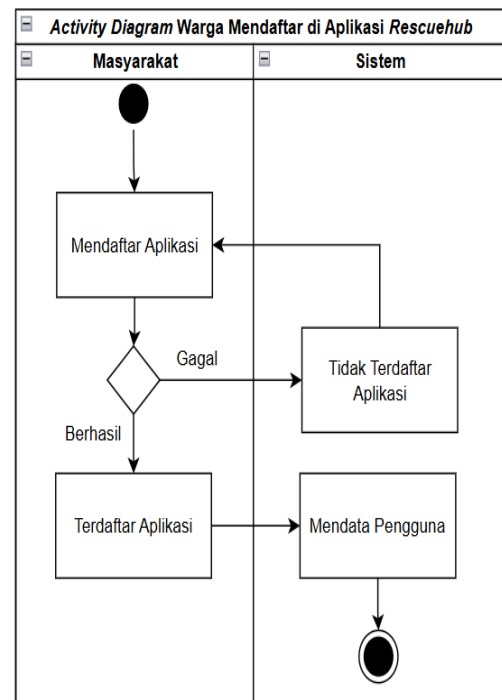 Activity Diagram Warga Mendaftar di Aplikasi Rescuehub
Masyarakat
Sistem
Mendaftar Aplikasi
Gagal
Tidak Terdaftar
Aplikasi
Berhasil
Terdaftar Aplikasi
Mendata Pengguna